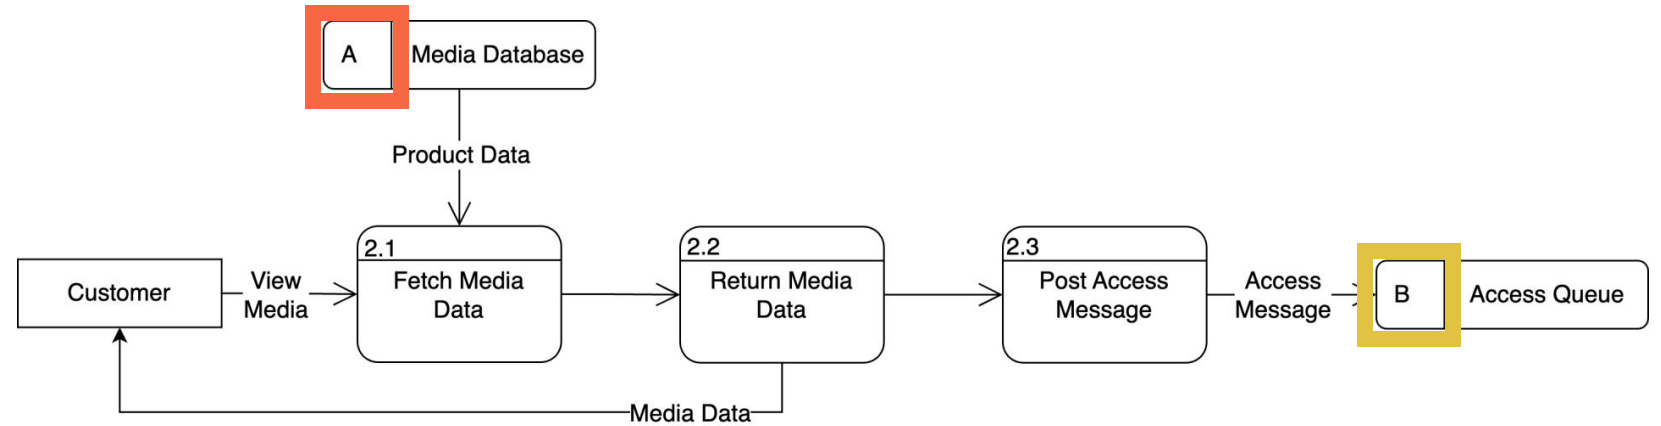 A
Media Database
Product Data
Customer
View
Media
2.1
Fetch Media
Data
2.2
Return Media
Data
2.3
Post Access
Message
Access
Message
B
Access Queue
Media Data